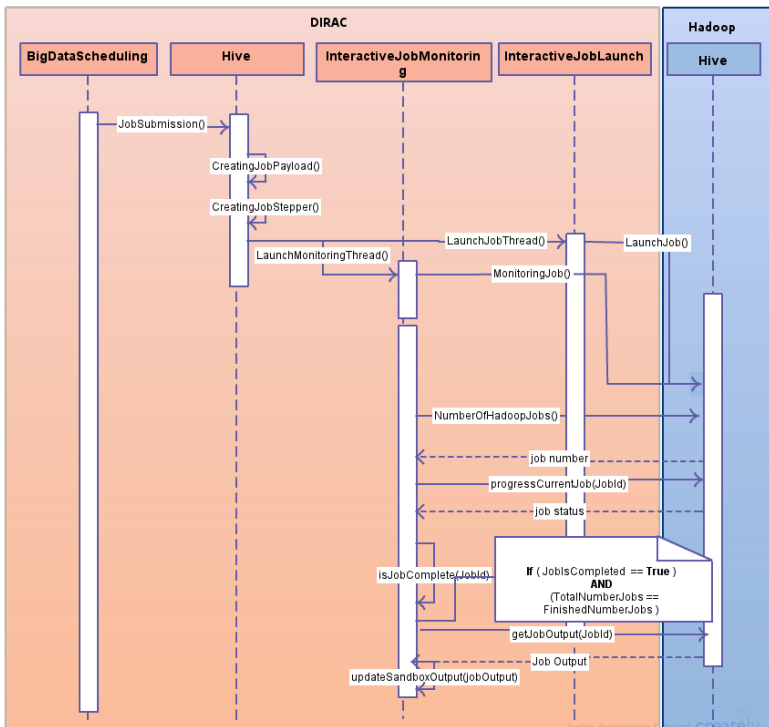 DIRAC
Hadoop
BigDataScheduling
Hive
InteractiveJobMonitorin
g
InteractiveJobLaunch
Hive
JobSubmission()
CreatingJobPayload()
CreatingJobStepper()
LaunchJobThread()
LaunchJob()
LaunchMonitoringThread()
MonitoringJob()
NumberOfHadoopJobs()
job number
progressCurrentJob(JobId)
job status
isJobComplete(JobId)
If ( JobIsCompleted == True )
AND
(TotalNumberJobs ==
FinishedNumberJobs )
getJobOutput(JobId)
Job Output
updateSandboxOutput(jobOutput)
creately